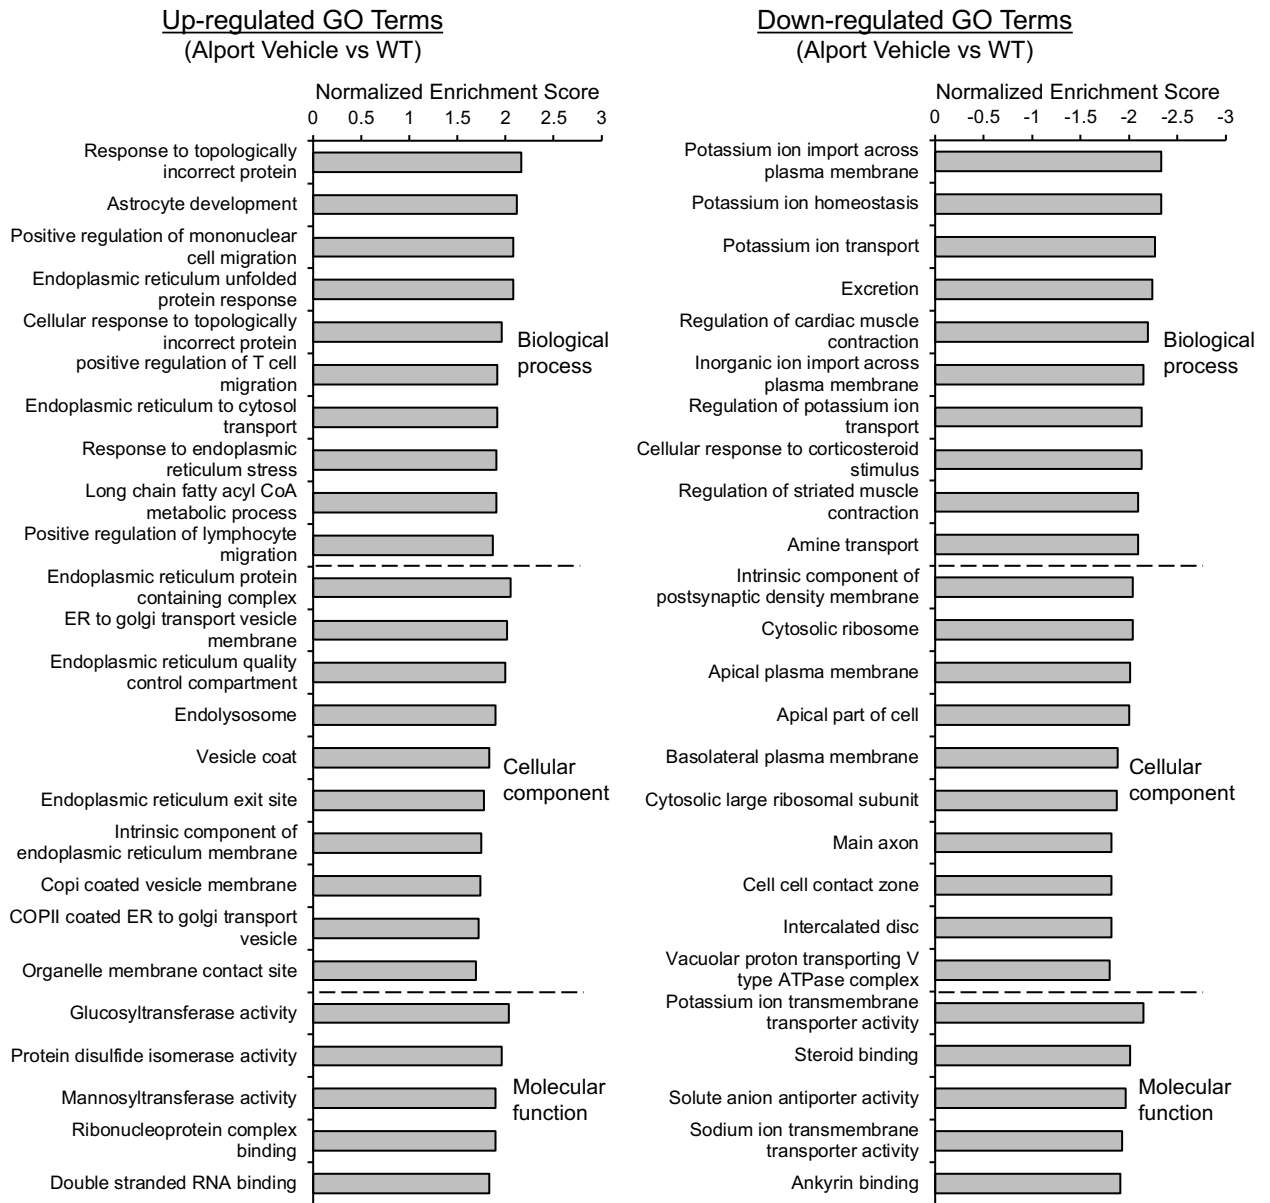 Up-regulated GO Terms
(Alport Vehicle vs WT)
Normalized Enrichment Score
0 0.5 1 1.5 2 2.5 3
Response to topologically
incorrect protein
Astrocyte development
Positive regulation of mononuclear
cell migration
Endoplasmic reticulum unfolded
protein response
Cellular response to topologically
incorrect protein
positive regulation of T cell
migration
Endoplasmic reticulum to cytosol
transport
Response to endoplasmic
reticulum stress
Long chain fatty acyl CoA
metabolic process
Positive regulation of lymphocyte
migration
Biological
process
Endoplasmic reticulum protein
containing complex
ER to golgi transport vesicle
membrane
Endoplasmic reticulum quality
control compartment
Endolysosome
Vesicle coat
Endoplasmic reticulum exit site
Intrinsic component of
endoplasmic reticulum membrane
Copi coated vesicle membrane
COPII coated ER to golgi transport
vesicle
Organelle membrane contact site
Cellular
component
Glucosyltransferase activity
Protein disulfide isomerase activity
Mannosyltransferase activity
Ribonucleoprotein complex
binding
Double stranded RNA binding
Molecular
function
Down-regulated GO Terms
(Alport Vehicle vs WT)
Normalized Enrichment Score
0 -0.5 -1 -1.5 -2 -2.5 -3
Potassium ion import across
plasma membrane
Potassium ion homeostasis
Potassium ion transport
Excretion
Regulation of cardiac muscle
contraction
Inorganic ion import across
plasma membrane
Regulation of potassium ion
transport
Cellular response to corticosteroid
stimulus
Regulation of striated muscle
contraction
Amine transport
Biological
process
Intrinsic component of
postsynaptic density membrane
Cytosolic ribosome
Apical plasma membrane
Apical part of cell
Basolateral plasma membrane
Cytosolic large ribosomal subunit
Main axon
Cell cell contact zone
Intercalated disc
Vacuolar proton transporting V
type ATPase complex
Cellular
component
Potassium ion transmembrane
transporter activity
Steroid binding
Solute anion antiporter activity
Sodium ion transmembrane
transporter activity
Ankyrin binding
Molecular
function